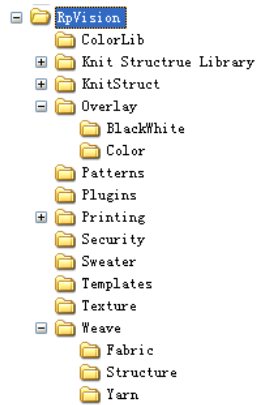 RpVision
ColorLib
Knit Structrue Library
KnitStruct
Overlay
BlackWhite
Color
Patterns
Plugins
Printing
Security
Sweater
Templates
Texture
Weave
Fabric
Structure
Yarn